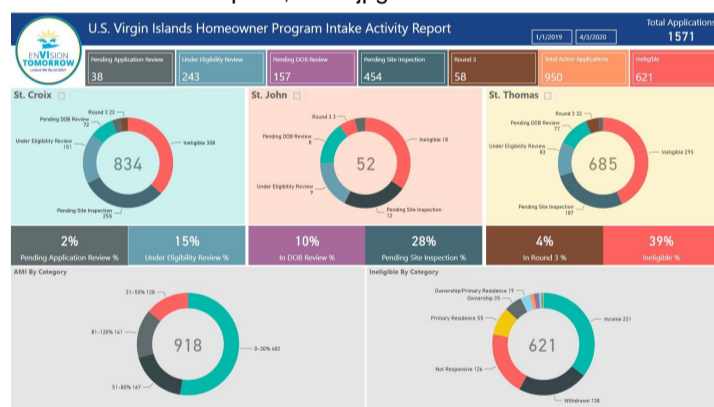 U.S. Virgin Islands Homeowner Program Intake Activity Report
1/1/2019
4/3/2020
Total Applications
1571
ENVISION
TOMORROW
Pending Application Review
38
Under Eligibility Review
243
Pending DOB Review
157
Pending Site Inspection
454
Round 3
58
Total Active Applications
950
Ineligible
621
St. Croix
Round 3 23
Pending DOB Review
72
Under Eligibility Review
151
Ineligible 308
834
Pending Site Inspection
255
St. John
Round 3 3
Pending DOB Review
8
Ineligible 18
52
Under Eligibility Review
9
Pending Site Inspection
12
St. Thomas
Round 3 32
Pending DOB Review
77
Under Eligibility Review
83
Ineligible 295
685
Pending Site Inspection
187
2%
Pending Application Review %
15%
Under Eligibility Review %
10%
In DOB Review %
28%
Pending Site Inspection %
4%
In Round 3 %
39%
Ineligible %
AMI By Category
31-50% 128
81-120% 141
918
0-30% 482
51-80% 167
Ineligible By Category
Ownership/Primary Residence 19
Ownership 35
Primary Residence 55
Income 221
621
Not Responsive 126
Withdrawn 138